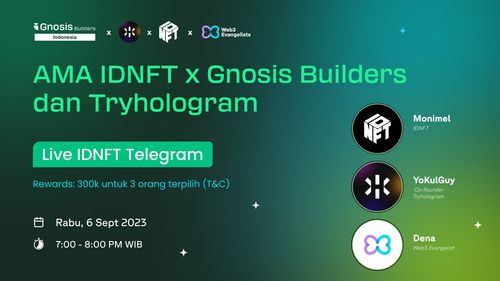 Gnosis Builders
Indonesia
x
x
IDNFT
x
Web3
Evangelists
AMA IDNFT x Gnosis Builders
dan Tryhologram
Live IDNFT Telegram
Rewards: 300k untuk 3 orang terpilih (T&C)
Rabu, 6 Sept 2023
7:00 - 8:00 PM WIB
IDNFT
Monimel
IDNFT
YoKulGuy
Co-founder
Tryhologram
Dena
Web3 Evangelist